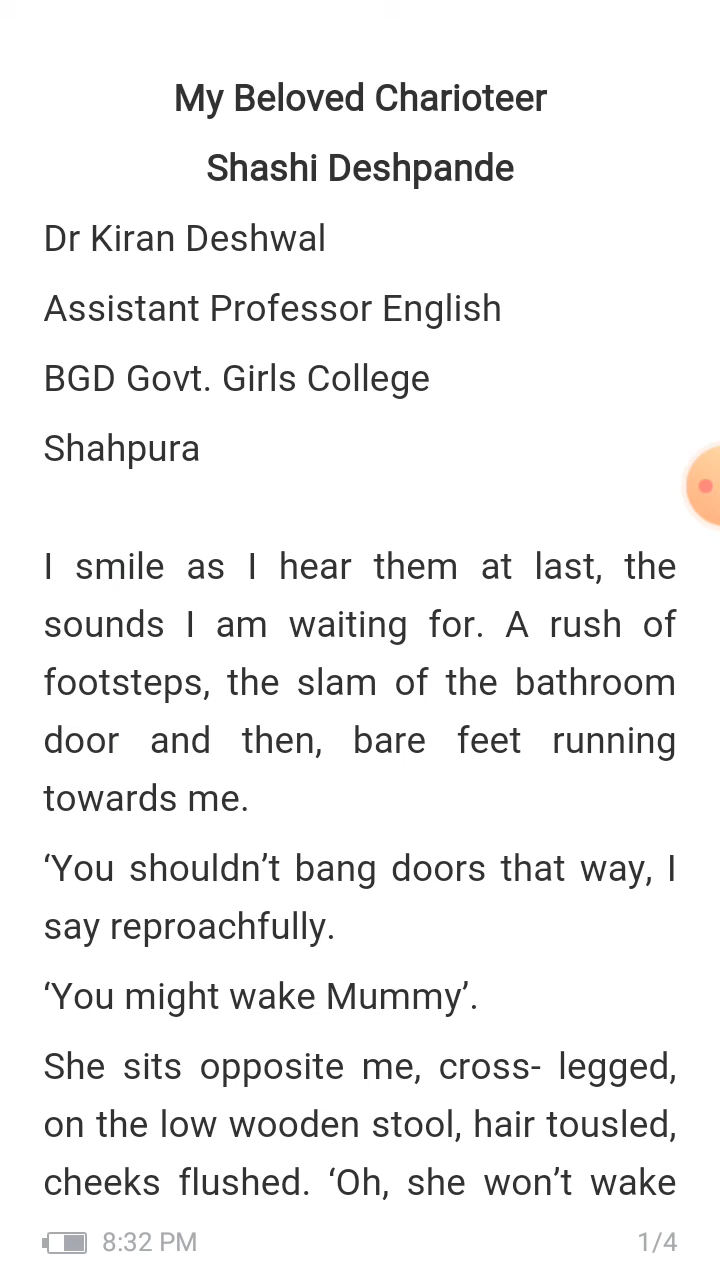 My Beloved Charioteer
Shashi Deshpande
Dr Kiran Deshwal
Assistant Professor English
BGD Govt. Girls College
Shahpura
I smile as I hear them at last, the
sounds I am waiting for. A rush of
footsteps, the slam of the bathroom
door and then, bare feet running
towards me.
‘You shouldn’t bang doors that way, I
say reproachfully.
‘You might wake Mummy’.
She sits opposite me, cross- legged,
on the low wooden stool, hair tousled,
cheeks flushed. ‘Oh, she won’t wake
8:32 PM
1/4